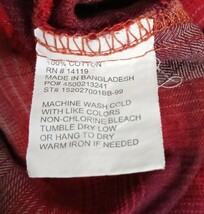 100% COTTON
RN # 14119
MADE IN BANGLADESH
PO# 4500213241
ST# 152027001SB-99
MACHINE WASH COLD
WITH LIKE COLORS
NON-CHLORINE BLEACH
TUMBLE DRY LOW
OR HANG TO DRY
WARM IRON IF NEEDED